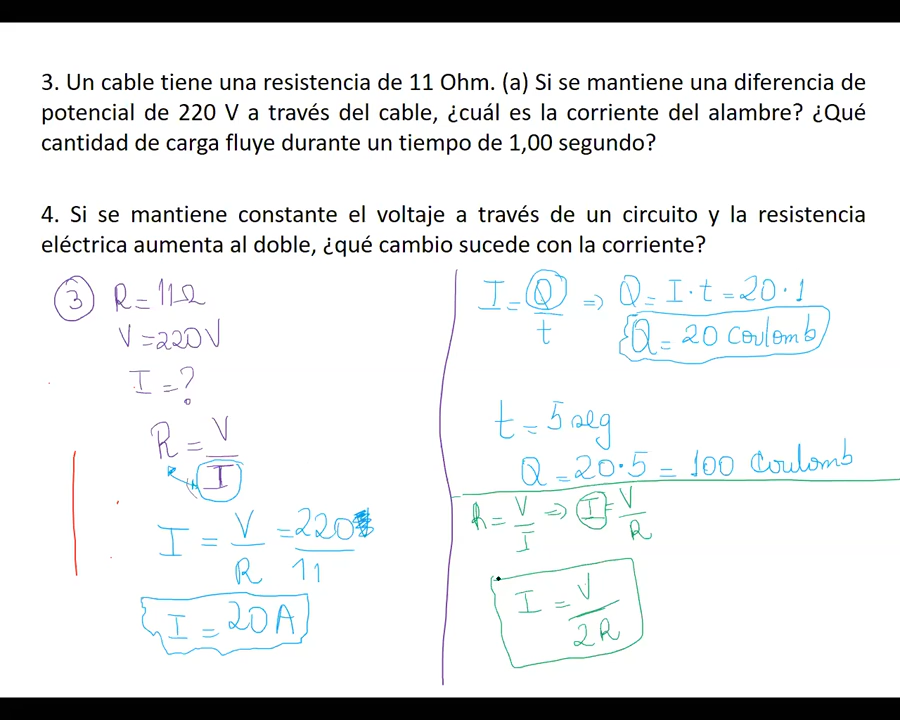 3. Un cable tiene una resistencia de 11 Ohm. (a) Si se mantiene una diferencia de
potencial de 220 V a través del cable, ¿cuál es la corriente del alambre? ¿Qué
cantidad de carga fluye durante un tiempo de 1,00 segundo?
4. Si se mantiene constante el voltaje a través de un circuito y la resistencia
eléctrica aumenta al doble, ¿qué cambio sucede con la corriente?
3 R = 11Ω
V = 220V
I = ?
R = V/I
I = V/R = 220/11
I = 20A
I = Q/t => Q = I · t = 20 · 1
Q = 20 Coulomb
t = 5 seg
Q = 20 · 5 = 100 Coulomb
R = V/I => I = V/R
I = V/2R